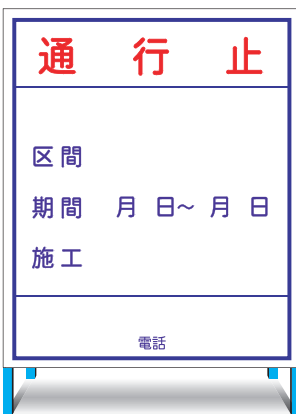 通 行 止
区間
期間 月 日～ 月 日
施工
電話